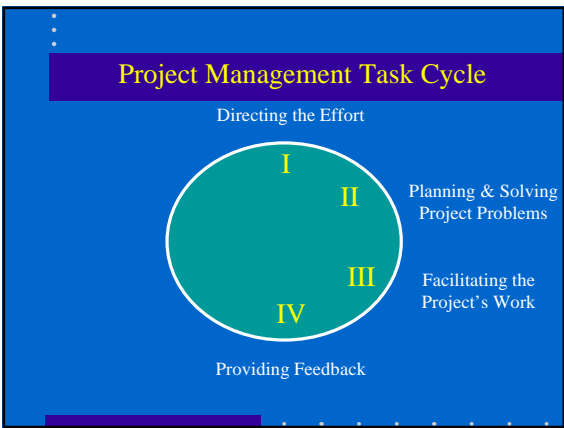 Project Management Task Cycle
Directing the Effort
I
II
Planning & Solving
Project Problems
III
Facilitating the
Project's Work
IV
Providing Feedback